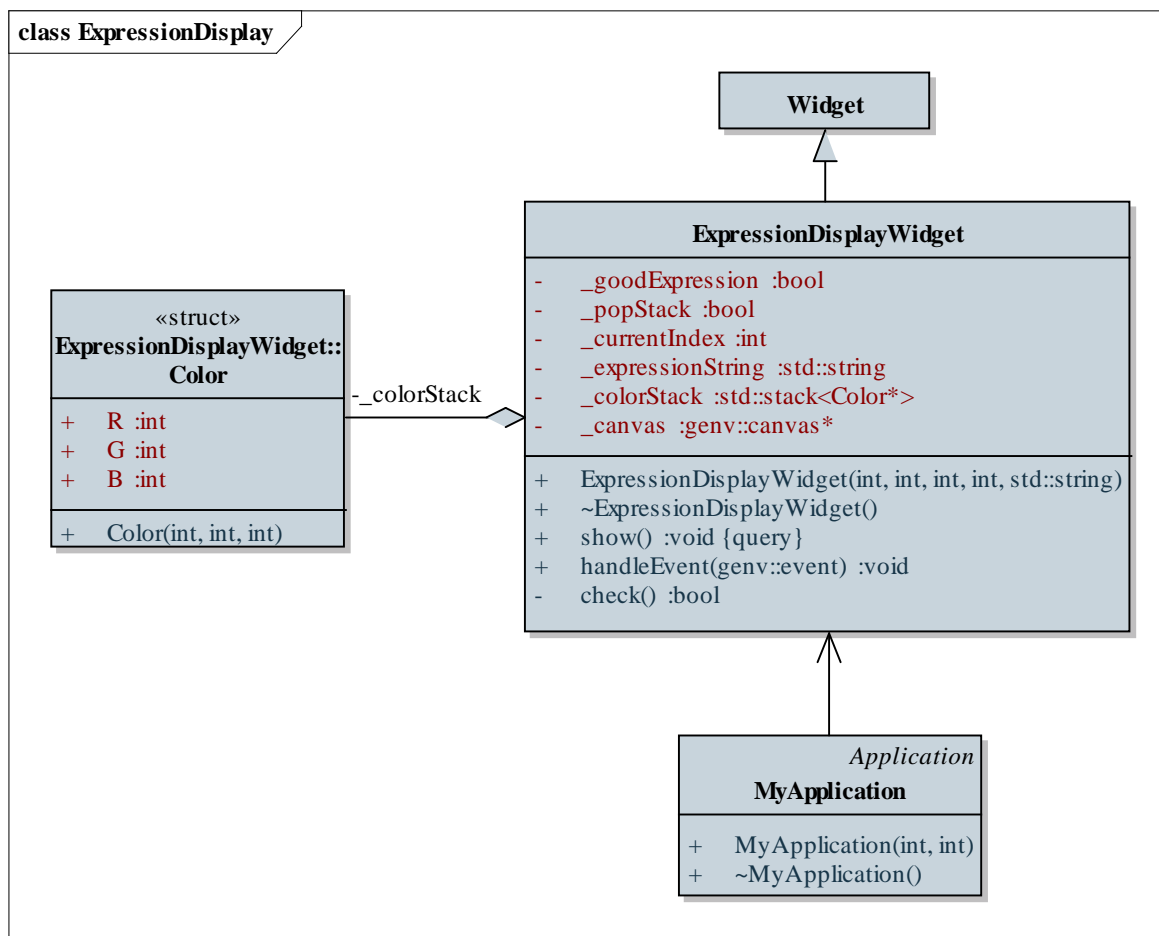 class ExpressionDisplay
Widget
ExpressionDisplayWidget
- _goodExpression :bool
- _popStack :bool
- _currentIndex :int
- _expressionString :std::string
- _colorStack :std::stack<Color*>
- _canvas :genv::canvas*
+ ExpressionDisplayWidget(int, int, int, int, std::string)
+ ~ExpressionDisplayWidget()
+ show() :void {query}
+ handleEvent(genv::event) :void
- check() :bool
«struct»
ExpressionDisplayWidget::
Color
+ R :int
+ G :int
+ B :int
+ Color(int, int, int)
-_colorStack
Application
MyApplication
+ MyApplication(int, int)
+ ~MyApplication()